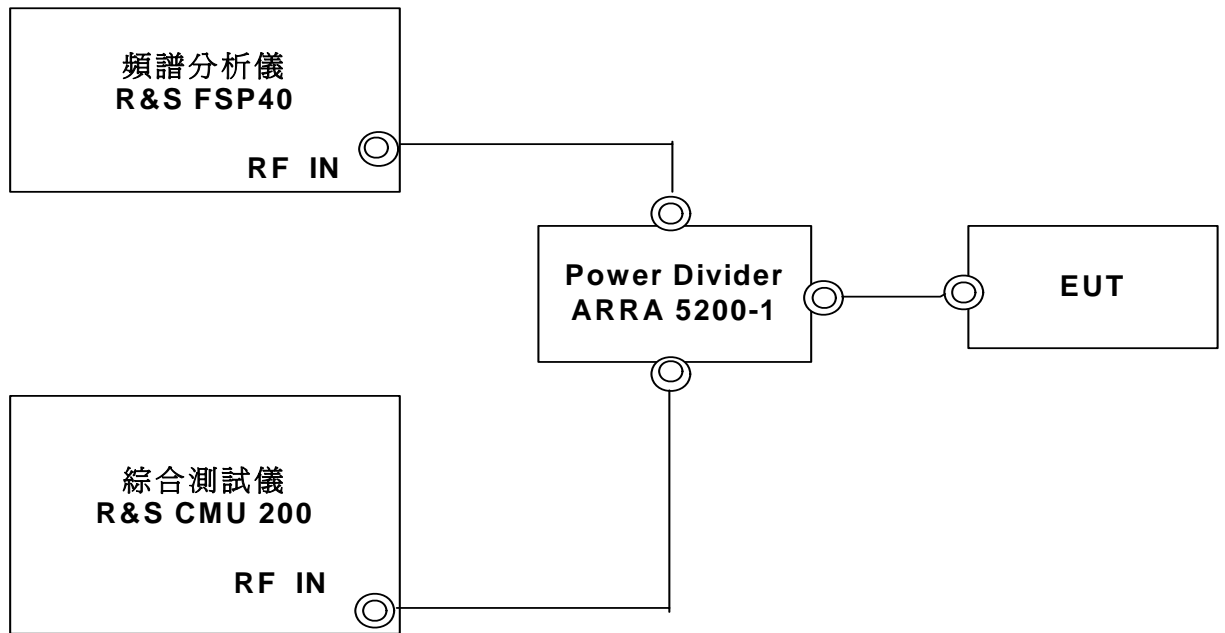 頻譜分析儀
R&S FSP40
RF IN
Power Divider
ARRA 5200-1
EUT
綜合測試儀
R&S CMU 200
RF IN